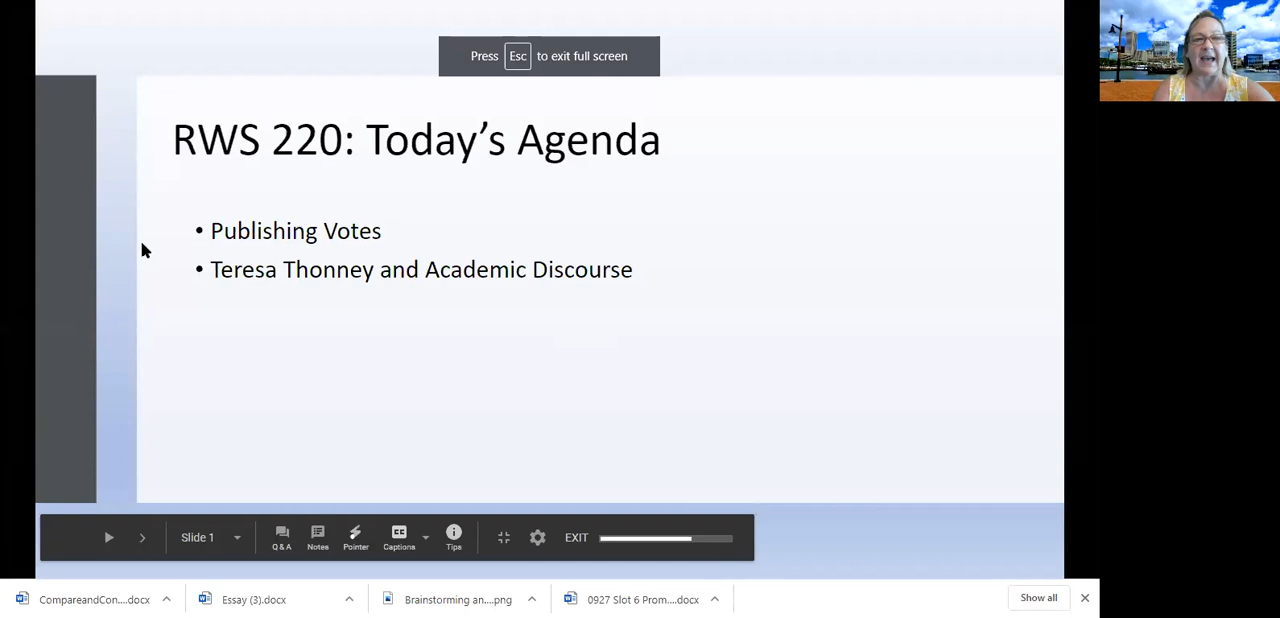 Press Esc to exit full screen
RWS 220: Today's Agenda
• Publishing Votes
• Teresa Thonney and Academic Discourse
Slide 1 Q & A Notes Pointer CC Captions Tips EXIT
CompareandCon....docx Essay (3).docx Brainstorming an....png 0927 Slot 6 Prom....docx Show all